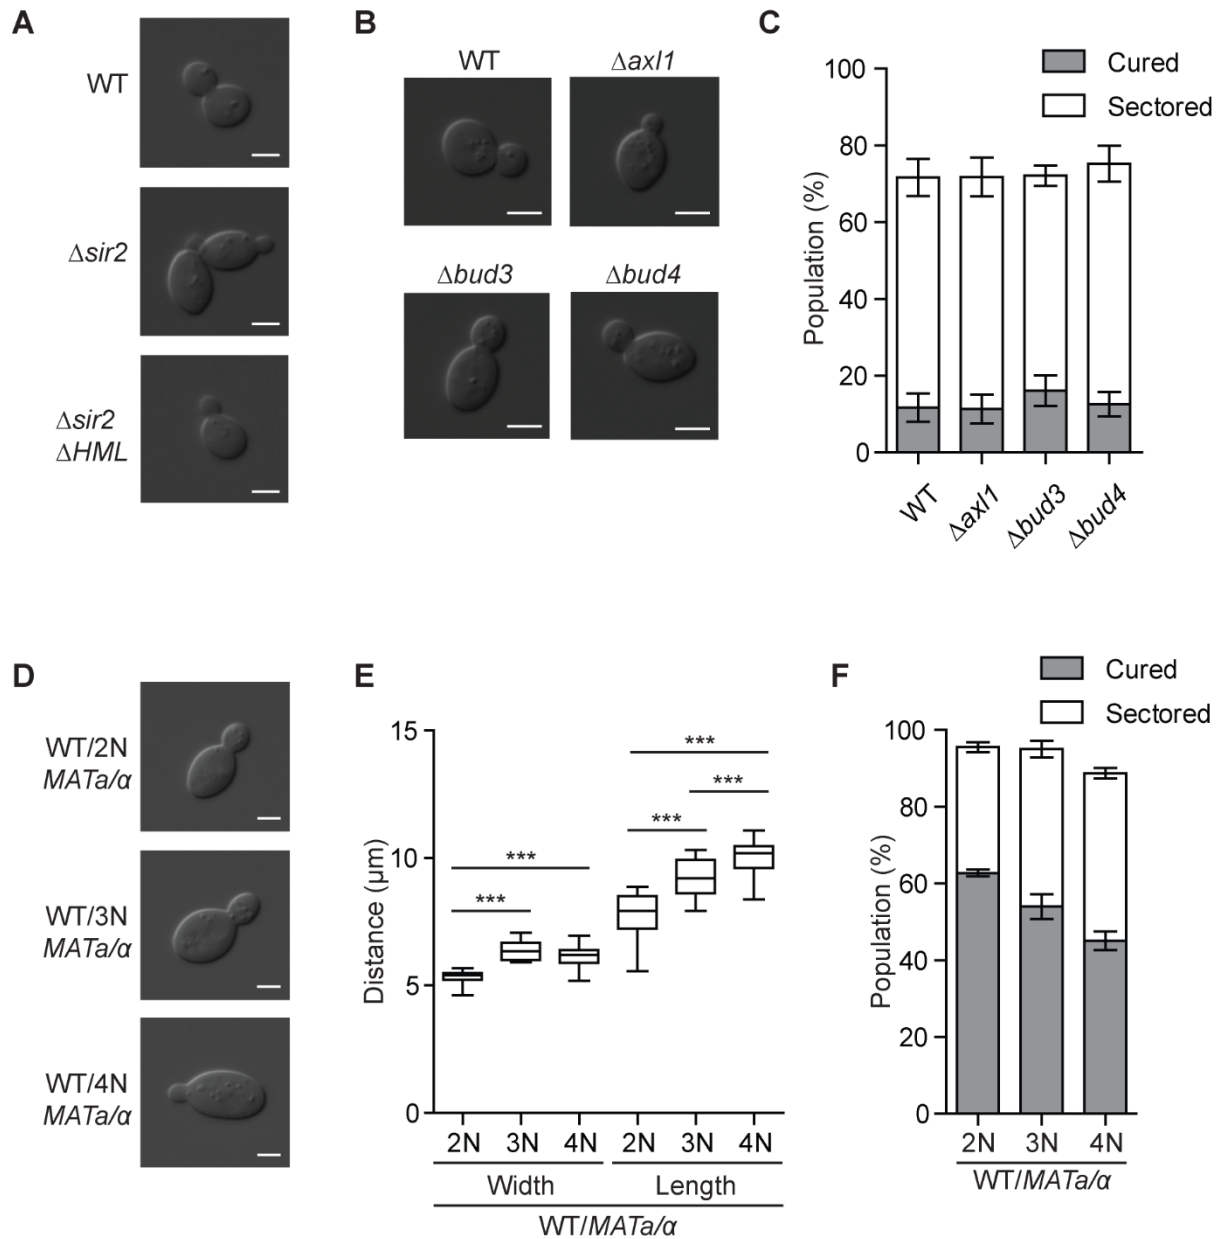 A
WT
Δsir2
Δsir2
ΔHML
B
WT
Δaxl1
Δbud3
Δbud4
C
Cured
Sectored
Population (%)
100
80
60
40
20
0
WT
Δaxl1
Δbud3
Δbud4
D
WT/2N
MATa/α
WT/3N
MATa/α
WT/4N
MATa/α
E
Distance (µm)
15
10
5
0
***
***
***
***
***
2N 3N 4N 2N 3N 4N
Width Length
WT/MATa/α
F
Cured
Sectored
Population (%)
100
80
60
40
20
0
2N 3N 4N
WT/MATa/α